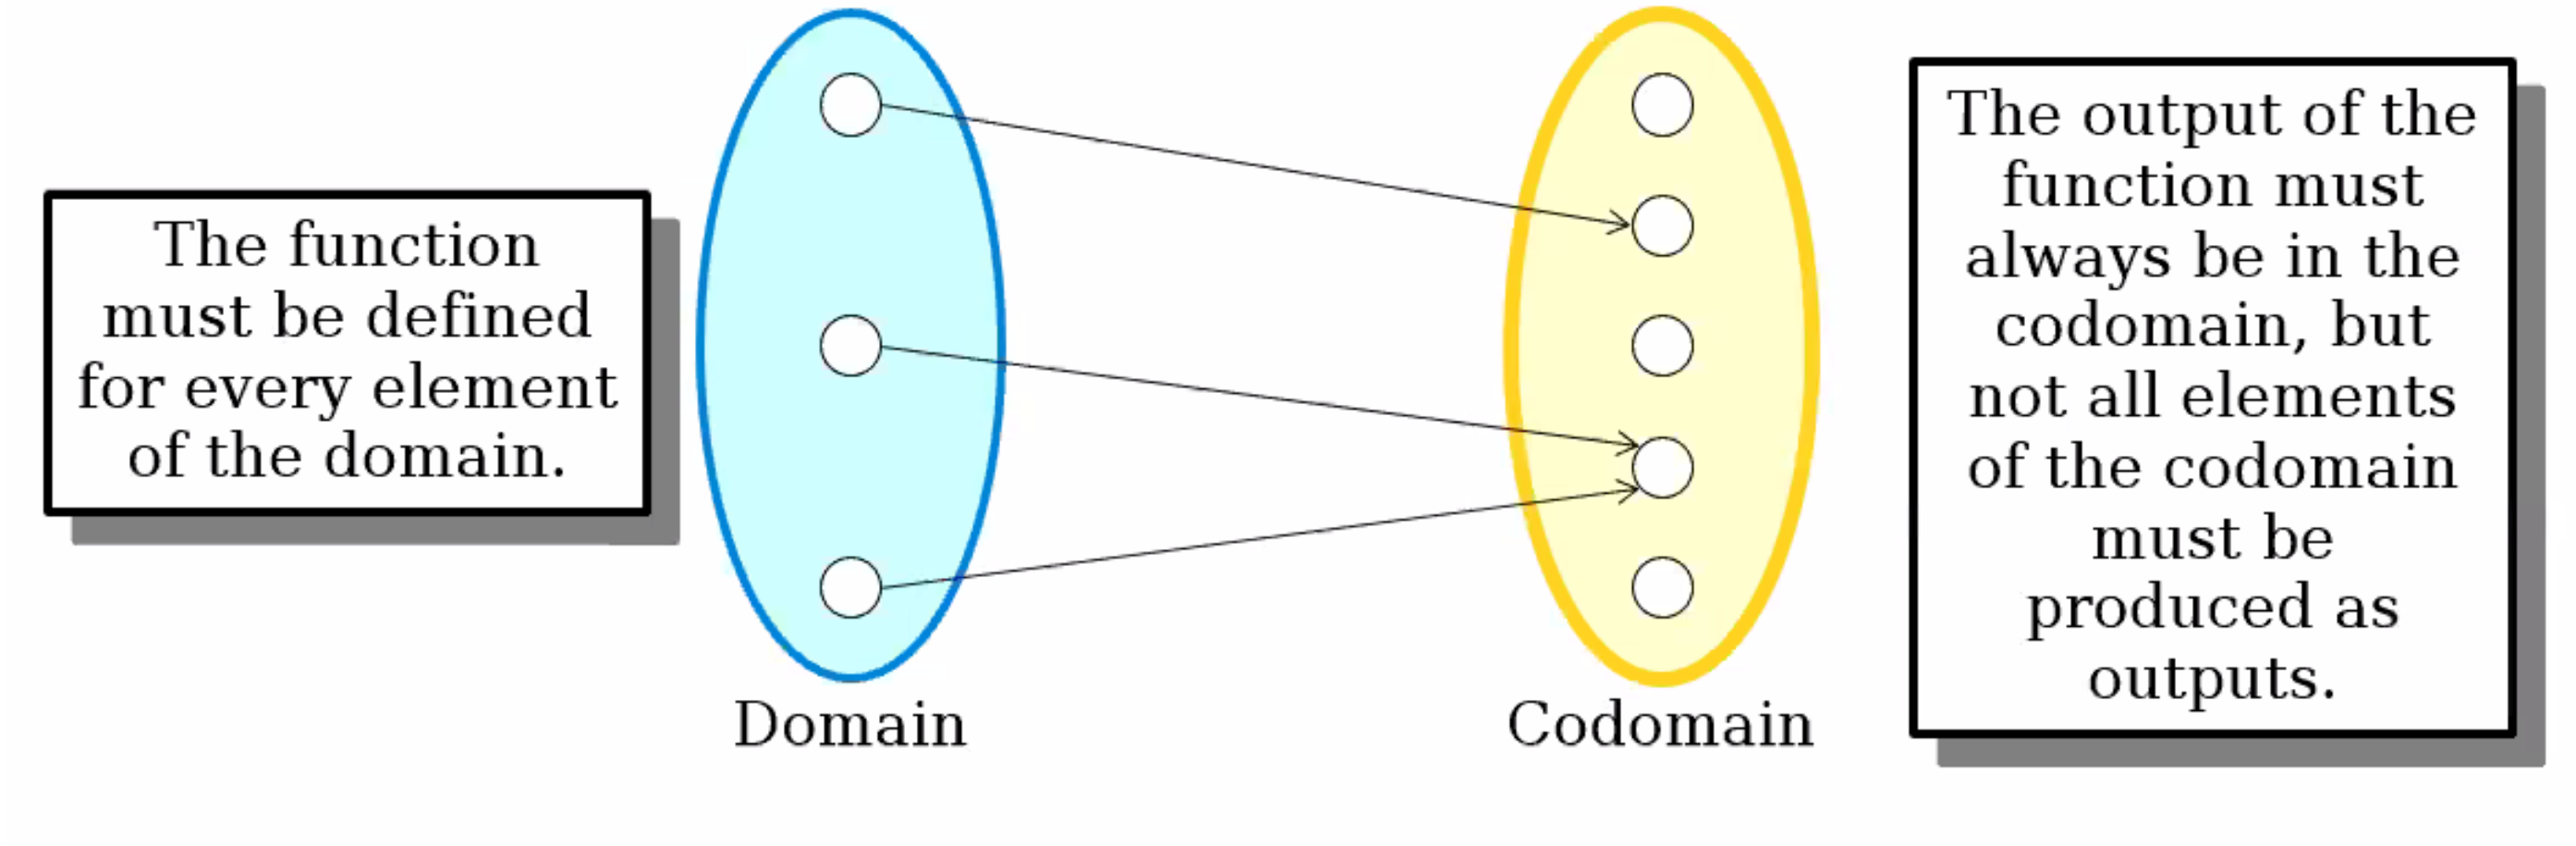 The function
must be defined
for every element
of the domain.
Domain
Codomain
The output of the
function must
always be in the
codomain, but
not all elements
of the codomain
must be
produced as
outputs.